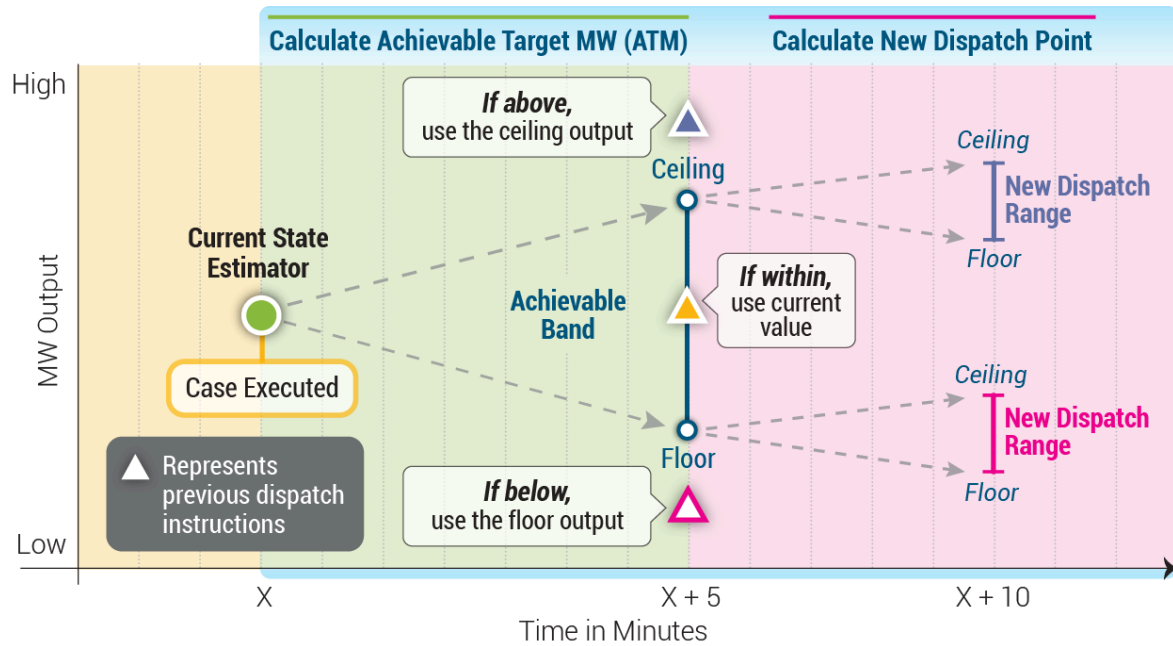 Calculate Achievable Target MW (ATM)
Calculate New Dispatch Point
High
MW Output
Low
If above,
use the ceiling output
Ceiling
Current State
Estimator
Case Executed
Achievable
Band
If within,
use current
value
Floor
If below,
use the floor output
Represents
previous dispatch
instructions
Ceiling
New Dispatch
Range
Floor
Ceiling
New Dispatch
Range
Floor
X
X + 5
X + 10
Time in Minutes